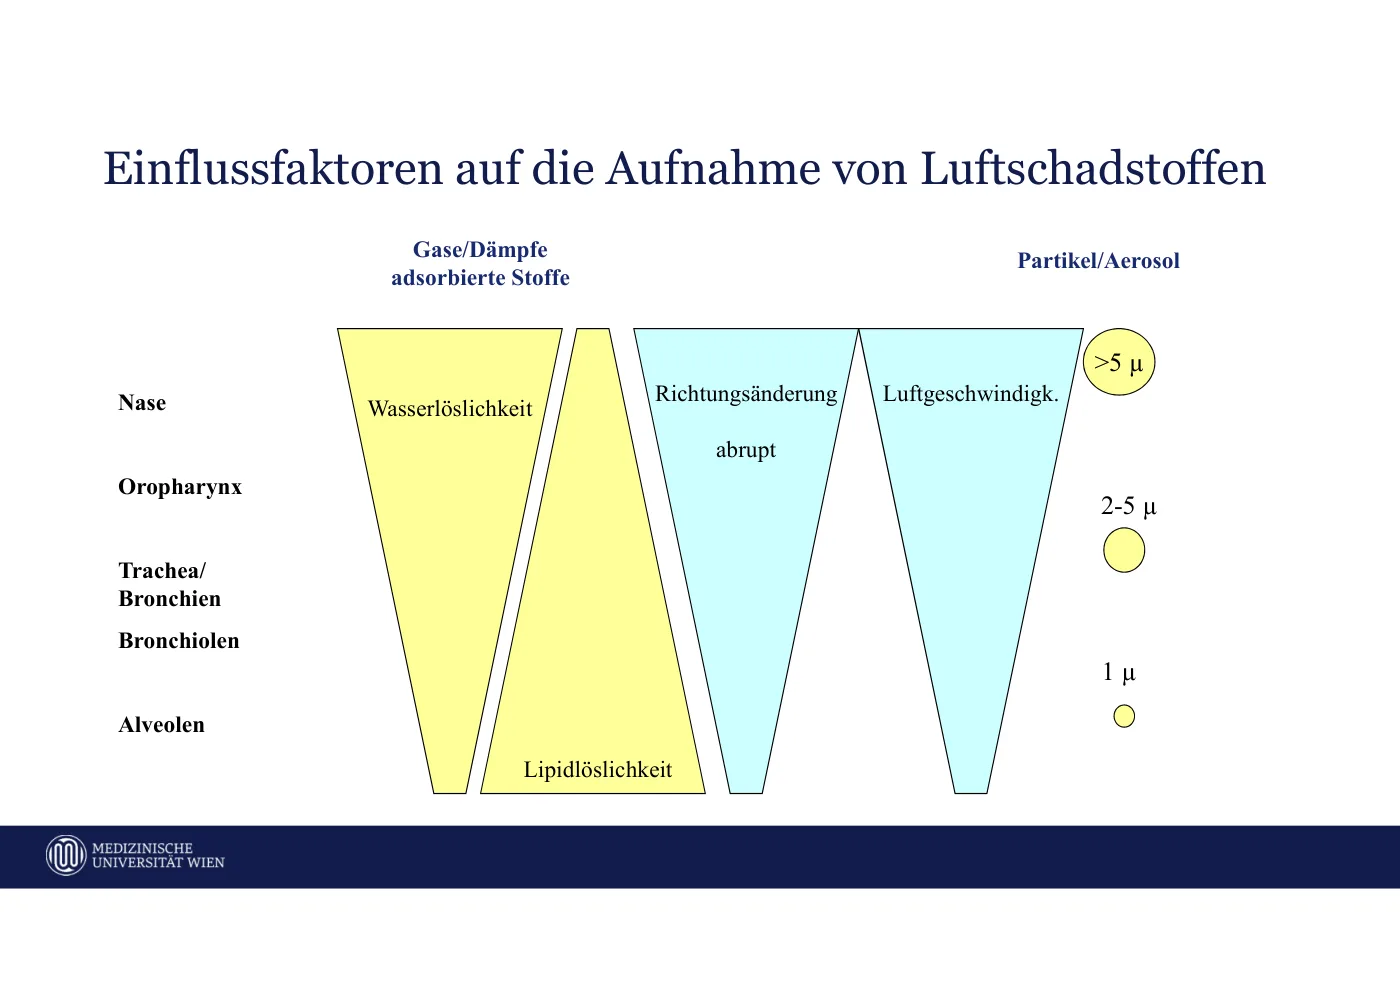 Einflussfaktoren auf die Aufnahme von Luftschadstoffen
Gase/Dämpfe
adsorbierte Stoffe
Partikel/Aerosol
>5 µ
Nase
Wasserlöslichkeit
Richtungsänderung
Luftgeschwindigk.
abrupt
Oropharynx
2-5 µ
Trachea/
Bronchien
Bronchiolen
1 µ
Alveolen
Lipidlöslichkeit
MEDIZINISCHE
UNIVERSITÄT WIEN